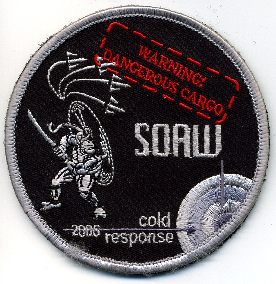 WARNING!
DANGEROUS CARGO
SOAW
cold
2006 response